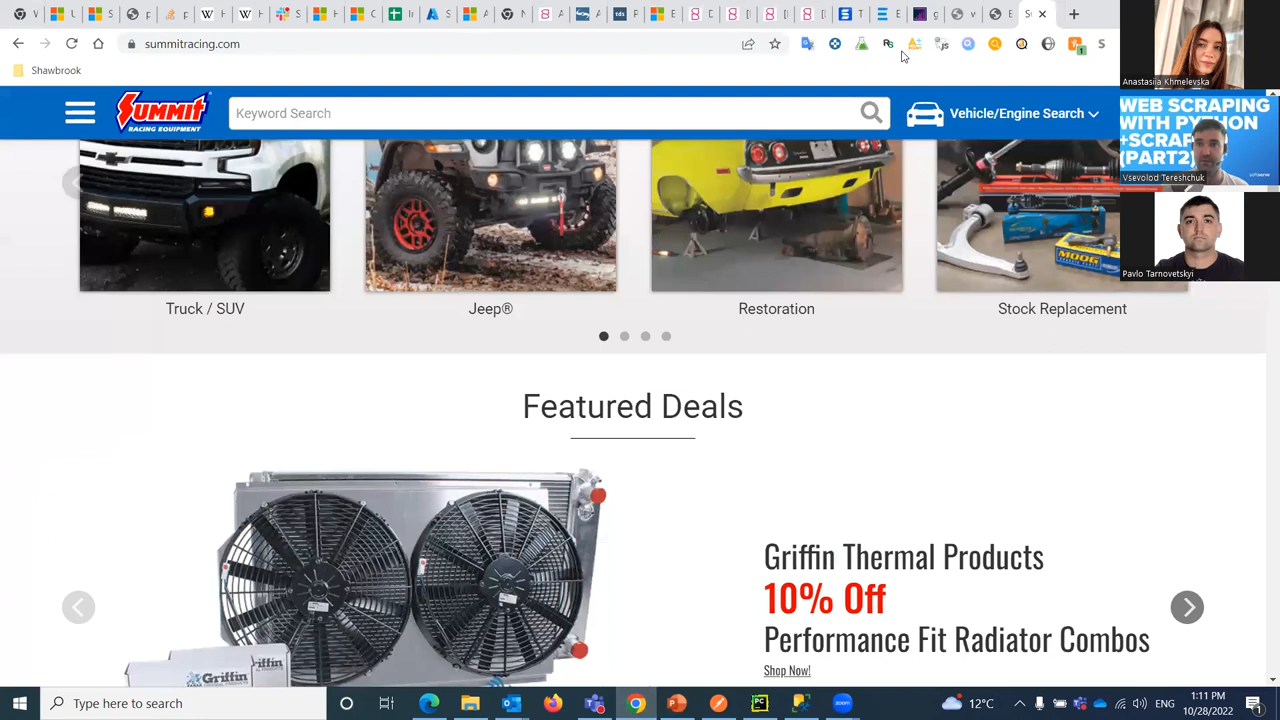 summitracing.com
Shawbrook
SUMMIT
RACING EQUIPMENT
Keyword Search
Vehicle/Engine Search
Anastasiia Khmelevska
WEB SCRAPING
WITH PYTHON
(PART2)
Vsevolod Tereshchuk
Pavlo Tarnovetskyi
MOOG
Truck / SUV
Jeep®
Restoration
Stock Replacement
Featured Deals
Griffin Thermal Products
10% Off
Performance Fit Radiator Combos
Shop Now!
Griffin
Type here to search
12°C
ENG
1:11 PM
10/28/2022